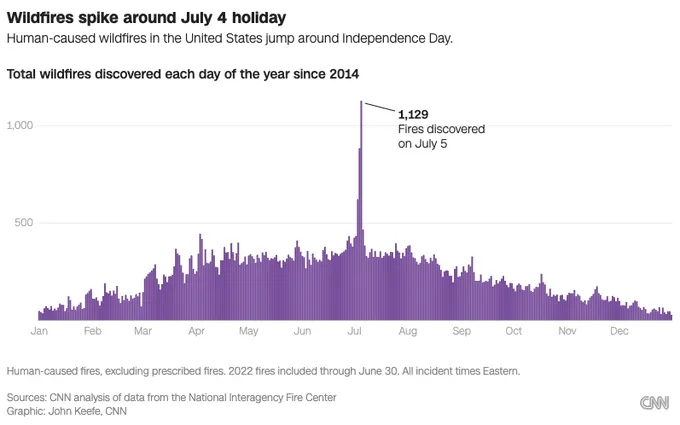 Wildfires spike around July 4 holiday
Human-caused wildfires in the United States jump around Independence Day.
Total wildfires discovered each day of the year since 2014
1,129
Fires discovered
on July 5
1,000
500
Jan Feb Mar Apr May Jun Jul Aug Sep Oct Nov Dec
Human-caused fires, excluding prescribed fires. 2022 fires included through June 30. All incident times Eastern.
Sources: CNN analysis of data from the National Interagency Fire Center
Graphic: John Keefe, CNN
CNN